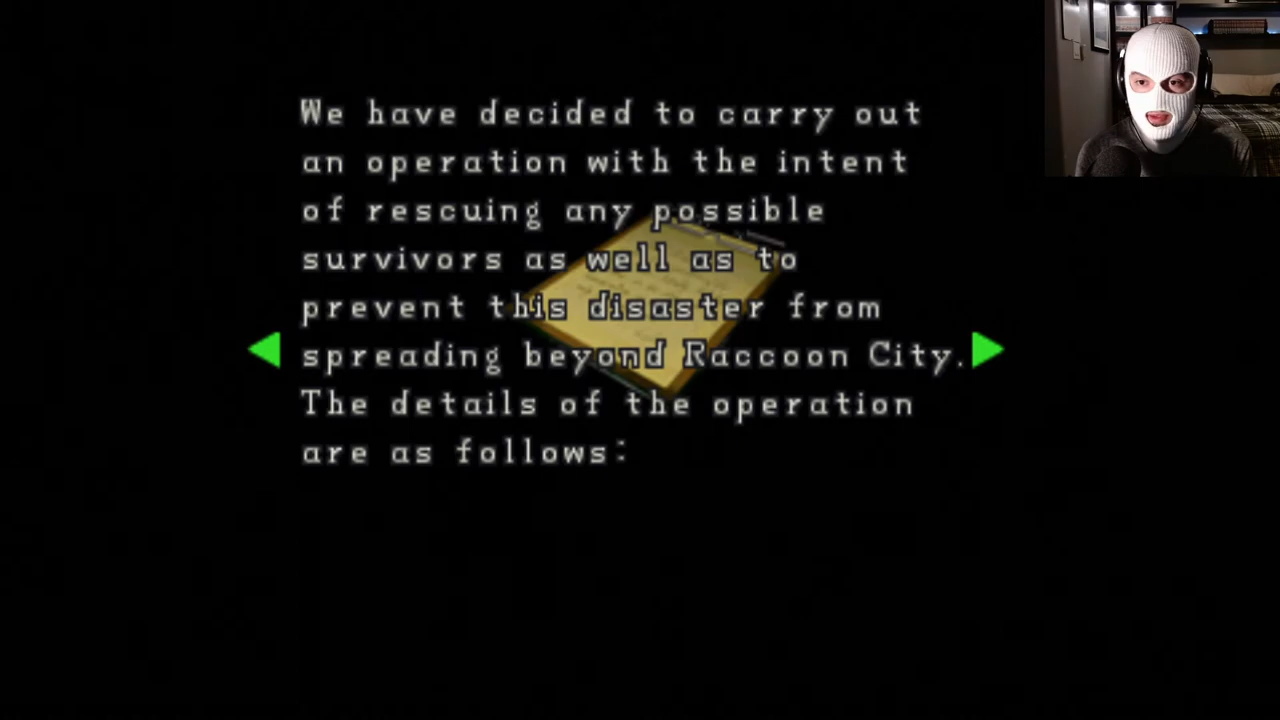 We have decided to carry out
an operation with the intent
of rescuing any possible
survivors as well as to
prevent this disaster from
spreading beyond Raccoon City.
The details of the operation
are as follows: